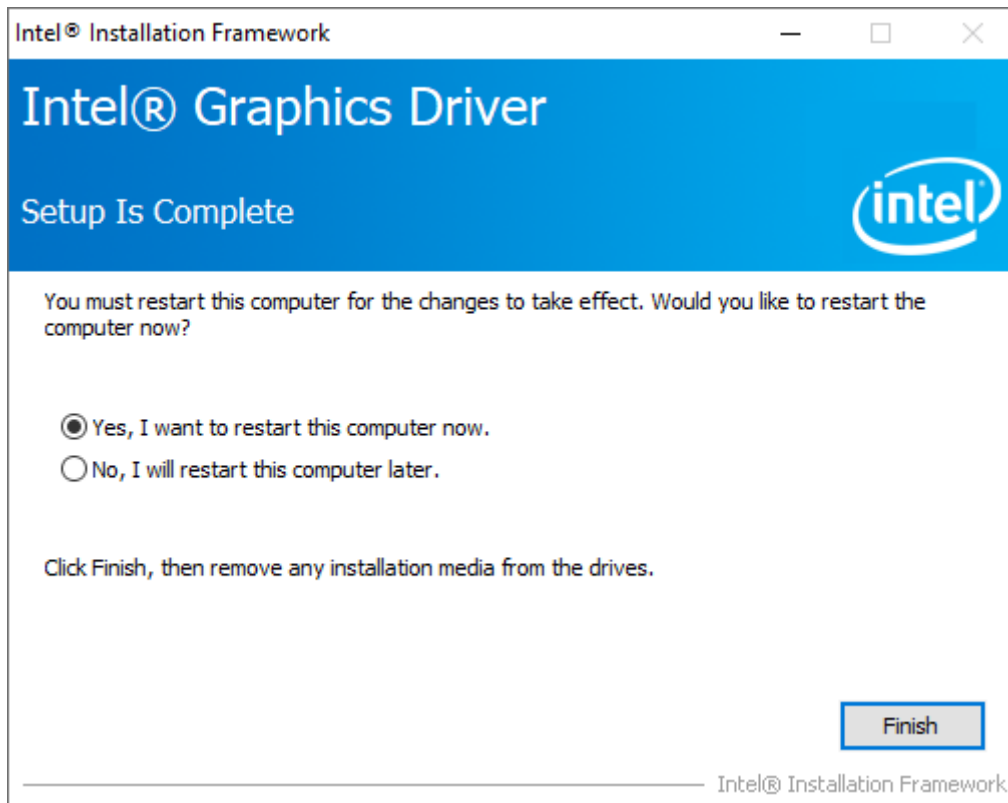 Intel® Installation Framework
Intel® Graphics Driver
Setup Is Complete
intel
You must restart this computer for the changes to take effect. Would you like to restart the
computer now?
Yes, I want to restart this computer now.
No, I will restart this computer later.
Click Finish, then remove any installation media from the drives.
Finish
Intel® Installation Framework